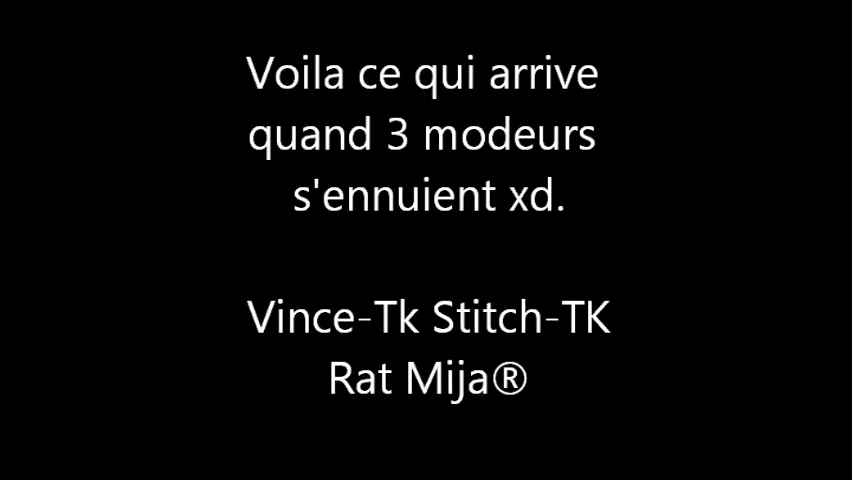 Voila ce qui arrive
quand 3 modeurs
s'ennuient xd.
Vince-Tk Stitch-TK
Rat Mija®